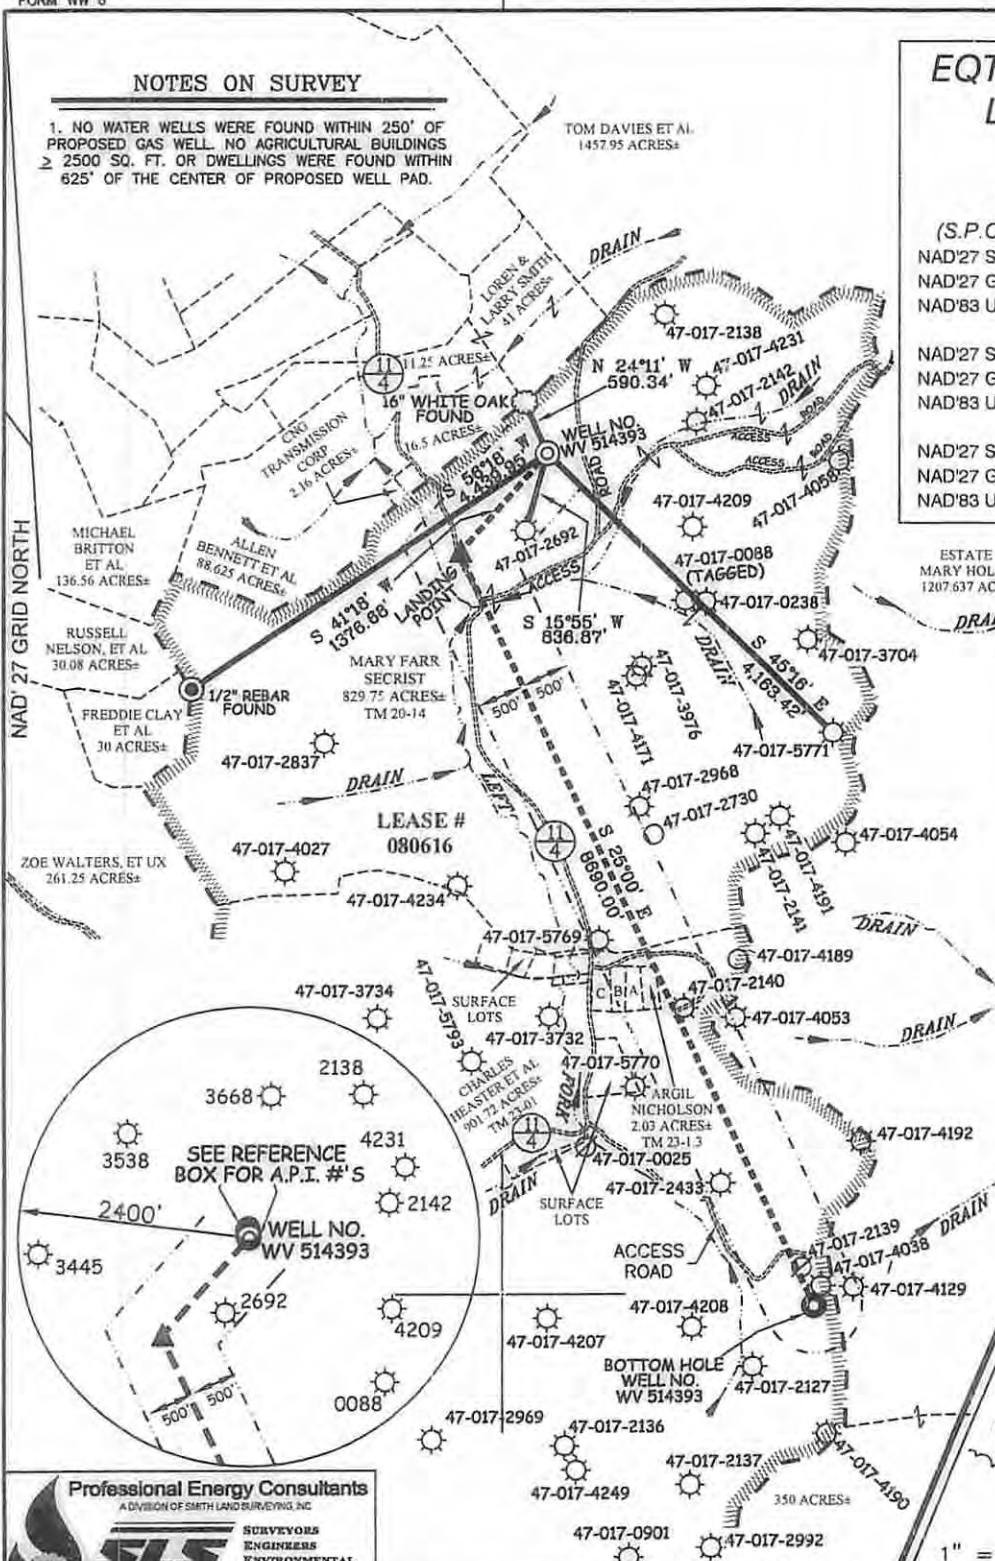 FORM WW 6
NOTES ON SURVEY
1. NO WATER WELLS WERE FOUND WITHIN 250' OF
PROPOSED GAS WELL. NO AGRICULTURAL BUILDINGS
≥ 2500 SQ. FT. OR DWELLINGS WERE FOUND WITHIN
625' OF THE CENTER OF PROPOSED WELL PAD.
TOM DAVIES ET AL
1457.95 ACRES±
EQT
L
(S.P.C
NAD'27 S
NAD'27 G
NAD'83 U
NAD'27 S
NAD'27 G
NAD'83 U
NAD'27 S
NAD'27 G
NAD'83 U
DRAIN
LOREN &
LARRY SMITH
41 ACRES±
47-017-2138
11
4
11.25 ACRES±
N 24°11' W
590.34'
47-017-4231
47-017-2142
DRAIN
16" WHITE OAK
FOUND
16.5 ACRES±
CNG
TRANSMISSION
CORP
2.16 ACRES±
S 58°18' W
4,439.95'
WELL NO.
WV 514393
ROAD
ACCESS
ROAD
ACCESS
ROAD
47-017-4058
47-017-4209
NAD'27 GRID NORTH
MICHAEL
BRITTON
ET AL
136.56 ACRES±
ALLEN
BENNETT ET AL
88.625 ACRES±
47-017-2692
47-017-0088
(TAGGED)
ESTATE
MARY HOL
1207.637 AC
ACCESS
47-017-0238
DRAI
LANDING
POINT
S 41°18' W
1376.68'
S 15°55' W
836.87'
RUSSELL
NELSON, ET AL
30.08 ACRES±
DRAIN
S 45°16' E
4,163.42'
47-017-3704
MARY FARR
SECRIST
829.75 ACRES±
TM 20-14
1/2" REBAR
FOUND
500'
500'
47-017-3976
47-017-4171
FREDDIE CLAY
ET AL
30 ACRES±
47-017-5771
47-017-2837
DRAIN
LEFT
47-017-2968
47-017-2730
LEASE #
080616
11
4
S 25°00' E
8690.00'
47-017-4054
47-017-4191
47-017-2141
ZOE WALTERS, ET UX
261.25 ACRES±
47-017-4027
47-017-4234
47-017-5769
DRAIN
47-017-4189
47-017-5793
SURFACE
LOTS
C
B
A
47-017-2140
47-017-3734
47-017-3732
47-017-4053
DRAIN
47-017-5770
CHARLES
HEASTER ET AL
901.72 ACRES±
TM 23-01
FORK
ARGIL
NICHOLSON
2.03 ACRES±
TM 23-1.3
2138
3668
3538
4231
SEE REFERENCE
BOX FOR A.P.I. #'S
11
4
47-017-4192
47-017-0025
2142
DRAIN
SURFACE
LOTS
47-017-2433
2400'
WELL NO.
WV 514393
DRAIN
47-017-2139
3445
ACCESS
ROAD
47-017-4038
47-017-4129
2692
4209
47-017-4207
47-017-4208
BOTTOM HOLE
WELL NO.
WV 514393
47-017-2127
0088
500'
500'
47-017-2969
47-017-2136
47-017-2137
47-017-4190
47-017-4249
350 ACRES±
47-017-0901
47-017-2992
Professional Energy Consultants
A DIVISION OF SMITH LAND SURVEYING, INC
SLS
SURVEYORS
ENGINEERS
ENVIRONMENTAL
1" =